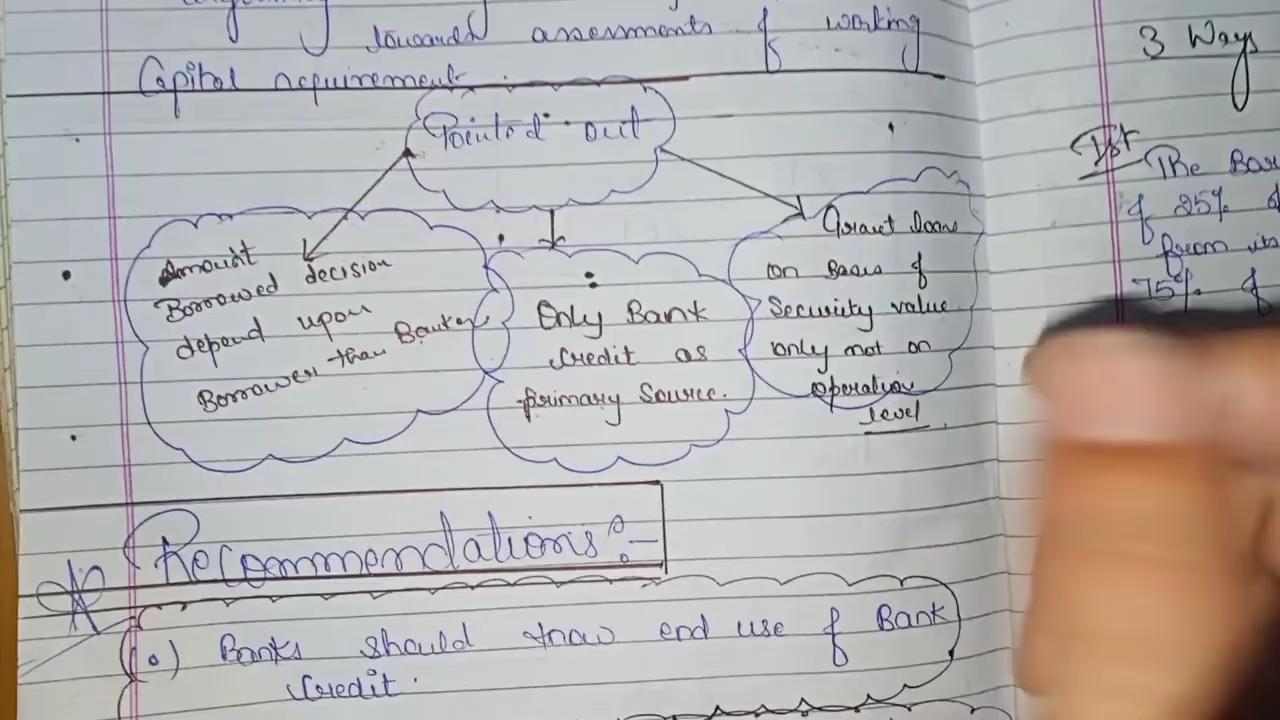 towards assessments of working
Capital requirement.
Pointed out
Amount
Borrowed decision
depend upon
Borrower than Banker.
Only Bank
Credit as
primary Source.
Grant loans
on Basis of
Security value
only not on
operation
level.
Recommendations:-
•) Banks should know end use of Bank
Credit.
3 Ways
Ist
The Ba
of 25%
from its
75% of